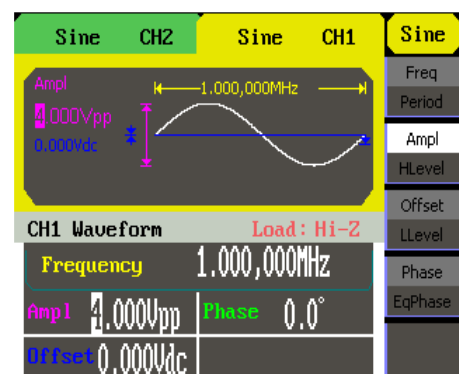 Sine CH2 Sine CH1 Sine
Ampl 1.000,000MHz
4.000Vpp
0.000Vdc
CH1 Waveform Load: Hi-Z
Frequency 1.000,000MHz
Ampl 4.000Vpp Phase 0.0°
Offset 0.000Vdc
Freq
Period
Ampl
HLevel
Offset
LLevel
Phase
EqPhase